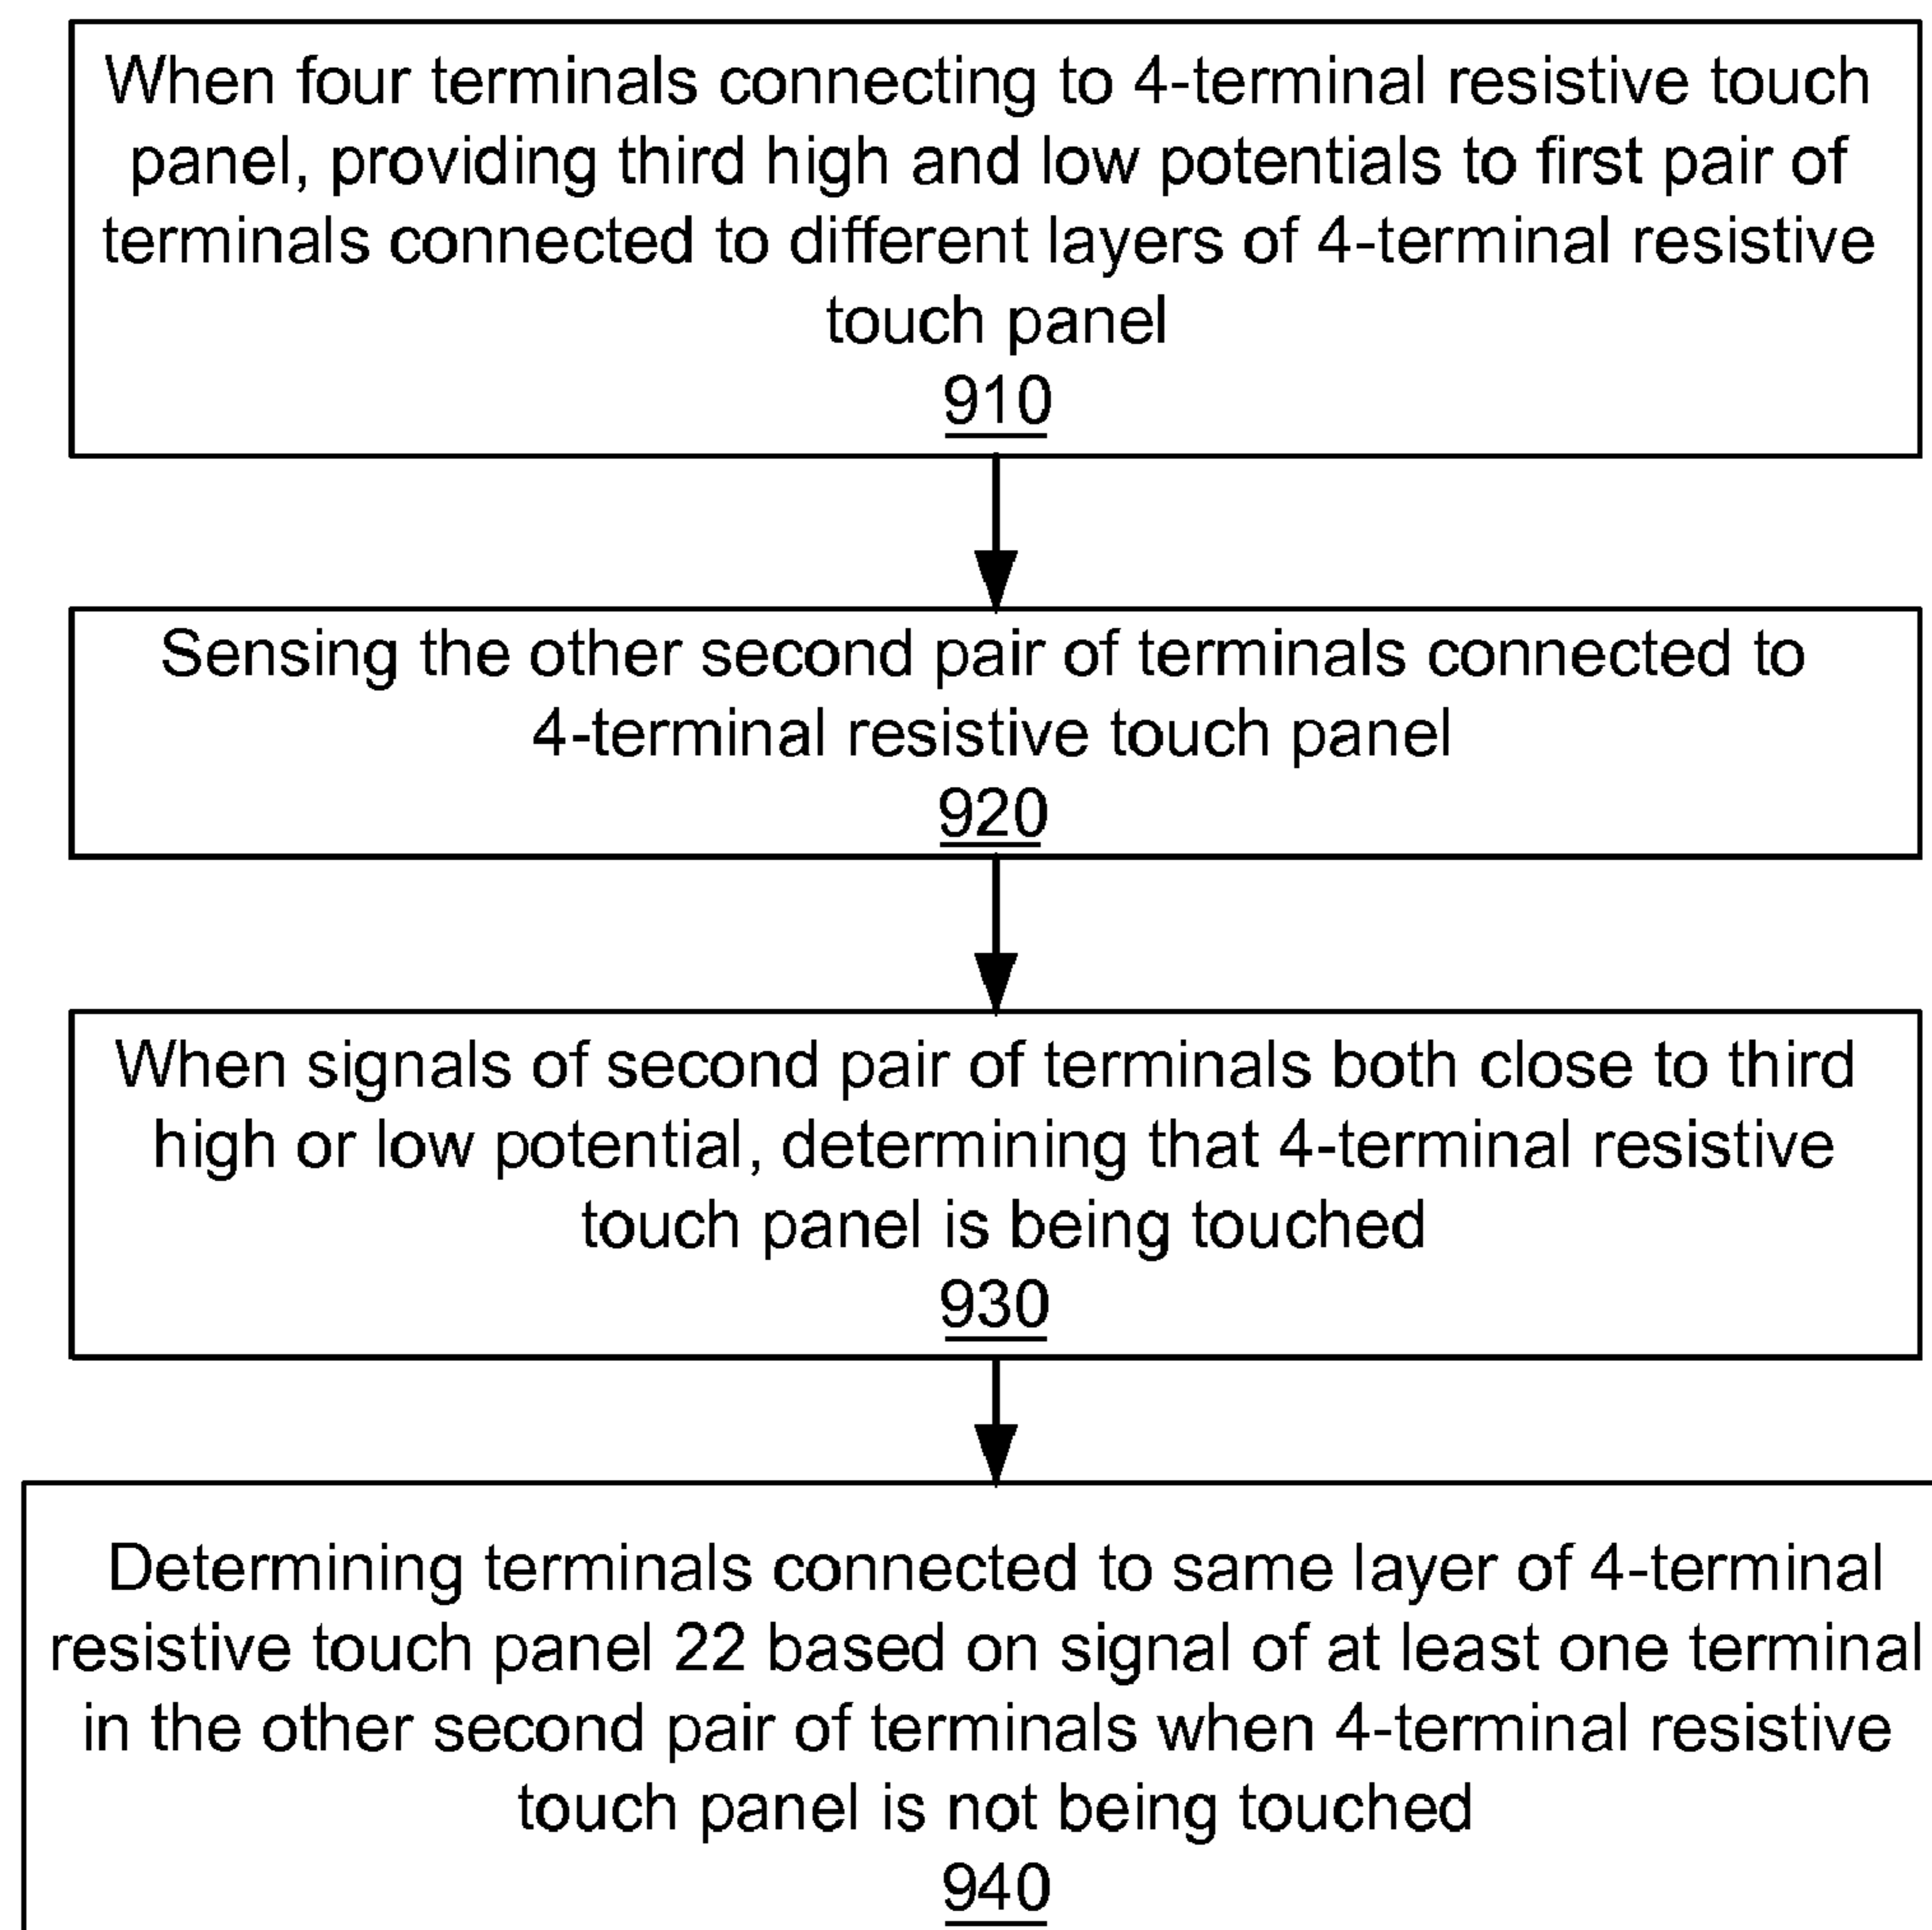 When four terminals connecting to 4-terminal resistive touch
panel, providing third high and low potentials to first pair of
terminals connected to different layers of 4-terminal resistive
touch panel
910
Sensing the other second pair of terminals connected to
4-terminal resistive touch panel
920
When signals of second pair of terminals both close to third
high or low potential, determining that 4-terminal resistive
touch panel is being touched
930
Determining terminals connected to same layer of 4-terminal
resistive touch panel 22 based on signal of at least one terminal
in the other second pair of terminals when 4-terminal resistive
touch panel is not being touched
940